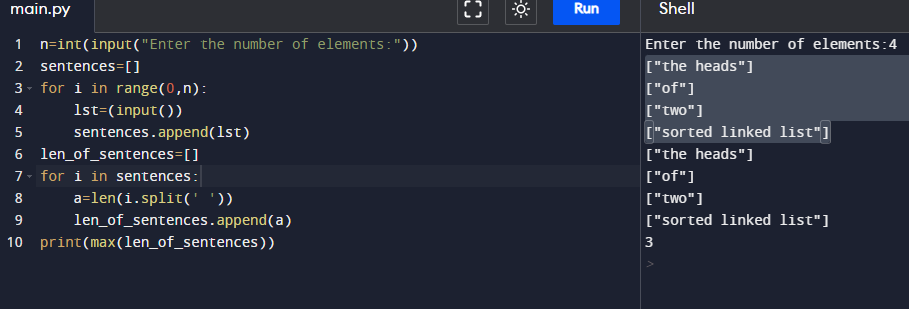 main.py
Run
Shell
1 n=int(input("Enter the number of elements:"))
2 sentences=[]
3 for i in range(0,n):
4     lst=(input())
5     sentences.append(lst)
6 len_of_sentences=[]
7 for i in sentences:
8     a=len(i.split(' '))
9     len_of_sentences.append(a)
10 print(max(len_of_sentences))
Enter the number of elements:4
["the heads"]
["of"]
["two"]
["sorted linked list"]
["the heads"]
["of"]
["two"]
["sorted linked list"]
3
>